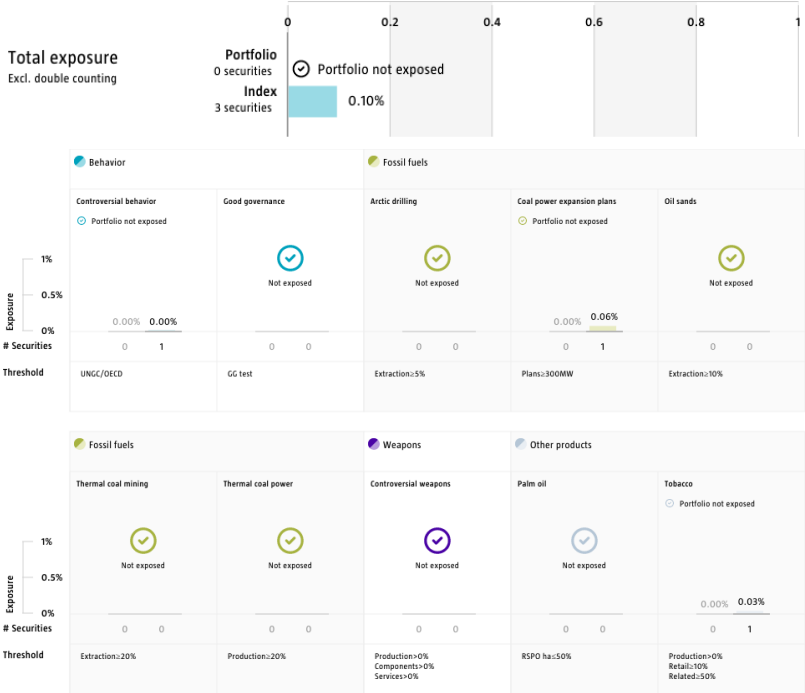 0 0.2 0.4 0.6 0.8 1
Total exposure
Excl. double counting
Portfolio
0 securities
Portfolio not exposed
Index
3 securities
0.10%
Behavior
Fossil fuels
Controversial behavior
Good governance
Arctic drilling
Coal power expansion plans
Oil sands
Portfolio not exposed
Portfolio not exposed
Not exposed
Not exposed
Not exposed
Exposure
1%
0.5%
0%
0.00% 0.00%
0.00% 0.06%
# Securities
0 1 0 0 0 0 0 1 0 0
Threshold
UNGC/OECD
GG test
Extraction≥5%
Plans≥300MW
Extraction≥10%
Fossil fuels
Weapons
Other products
Thermal coal mining
Thermal coal power
Controversial weapons
Palm oil
Tobacco
Portfolio not exposed
Not exposed
Not exposed
Not exposed
Not exposed
Exposure
1%
0.5%
0%
0.00% 0.03%
# Securities
0 0 0 0 0 0 0 0 0 1
Threshold
Extraction≥20%
Production≥20%
Production>0%
Components>0%
Services>0%
RSPO ha≤50%
Production>0%
Retail≥10%
Related≥50%